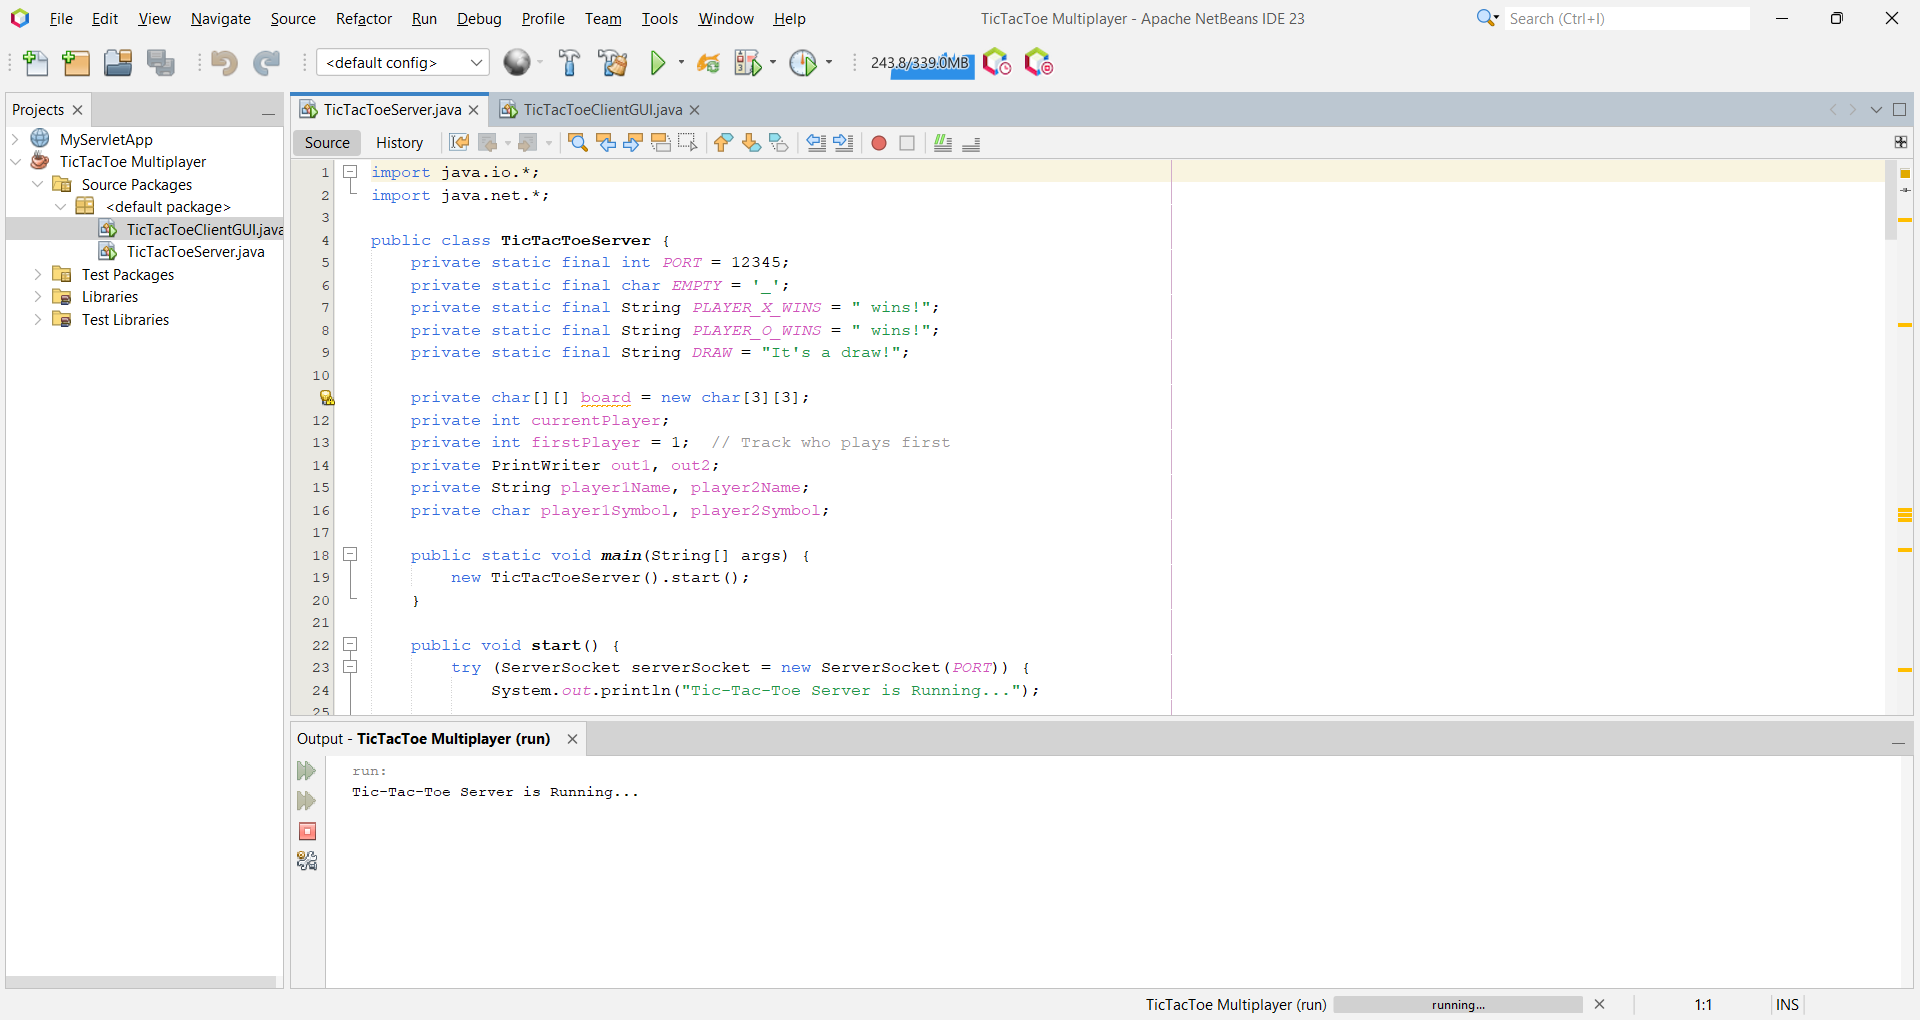 File Edit View Navigate Source Refactor Run Debug Profile Team Tools Window Help
TicTacToe Multiplayer - Apache NetBeans IDE 23
Search (Ctrl+I)
<default config>
243.8/339.0MB
Projects
MyServletApp
TicTacToe Multiplayer
Source Packages
<default package>
TicTacToeClientGUI.java
TicTacToeServer.java
Test Packages
Libraries
Test Libraries
TicTacToeServer.java TicTacToeClientGUI.java
Source History
1 import java.io.*;
2 import java.net.*;
3
4 public class TicTacToeServer {
5 private static final int PORT = 12345;
6 private static final char EMPTY = '_';
7 private static final String PLAYER_X_WINS = " wins!";
8 private static final String PLAYER_O_WINS = " wins!";
9 private static final String DRAW = "It's a draw!";
10
private char[][] board = new char[3][3];
12 private int currentPlayer;
13 private int firstPlayer = 1; // Track who plays first
14 private PrintWriter out1, out2;
15 private String player1Name, player2Name;
16 private char player1Symbol, player2Symbol;
17
18 public static void main(String[] args) {
19 new TicTacToeServer().start();
20 }
21
22 public void start() {
23 try (ServerSocket serverSocket = new ServerSocket(PORT)) {
24 System.out.println("Tic-Tac-Toe Server is Running...");
25
Output - TicTacToe Multiplayer (run)
run:
Tic-Tac-Toe Server is Running...
TicTacToe Multiplayer (run) running... 1:1 INS